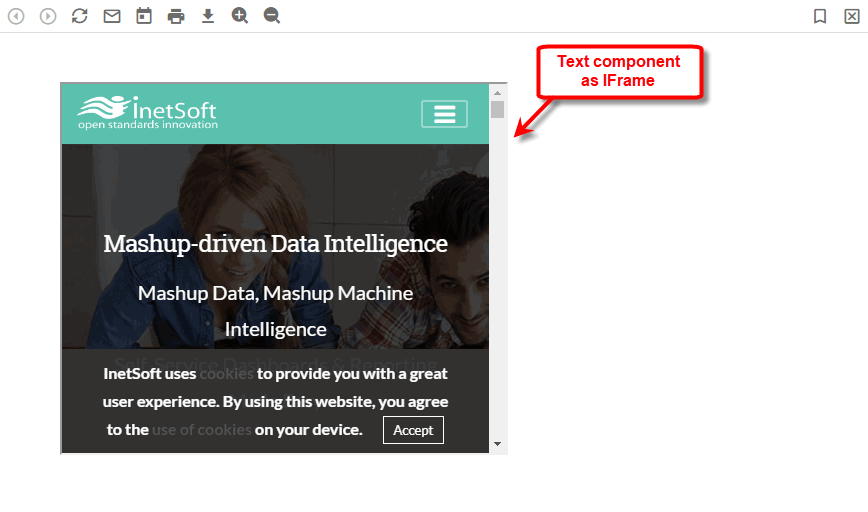 Text component
as IFrame
inetSoft
open standards innovation
Mashup-driven Data Intelligence
Mashup Data, Mashup Machine
Intelligence
Self-Service Dashboards & Reporting
InetSoft uses cookies to provide you with a great
user experience. By using this website, you agree
to the use of cookies on your device.
Accept